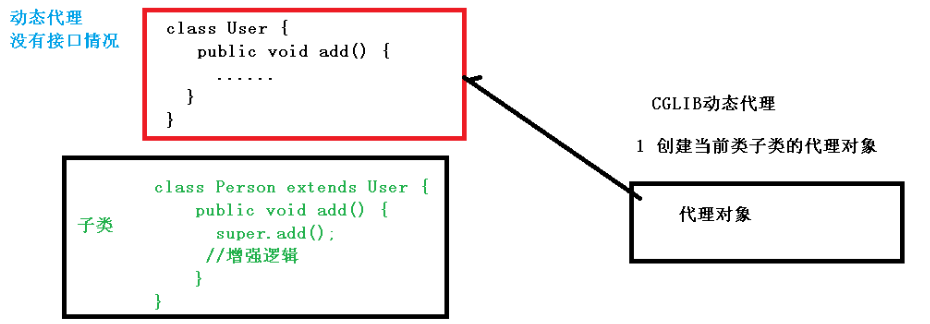 动态代理
没有接口情况
class User {
public void add() {
......
}
}
CGLIB动态代理
1 创建当前类子类的代理对象
子类
class Person extends User {
public void add() {
super.add();
//增强逻辑
}
}
代理对象